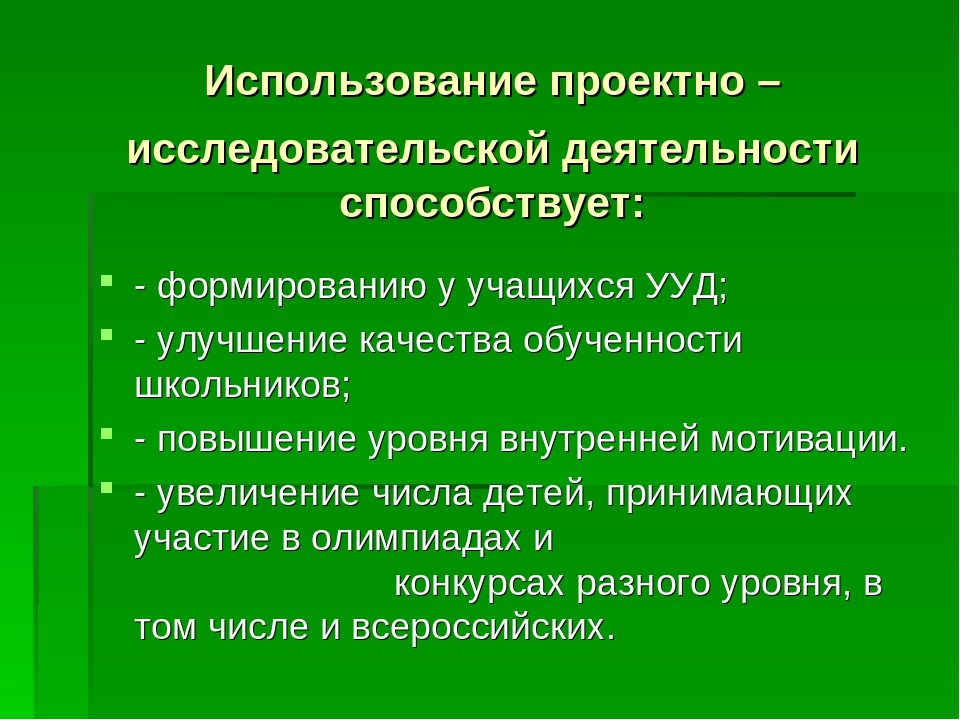 Использование проектно –
исследовательской деятельности
способствует:
- формированию у учащихся УУД;
- улучшение качества обученности
школьников;
- повышение уровня внутренней мотивации.
- увеличение числа детей, принимающих
участие в олимпиадах и
конкурсах разного уровня, в
том числе и всероссийских.